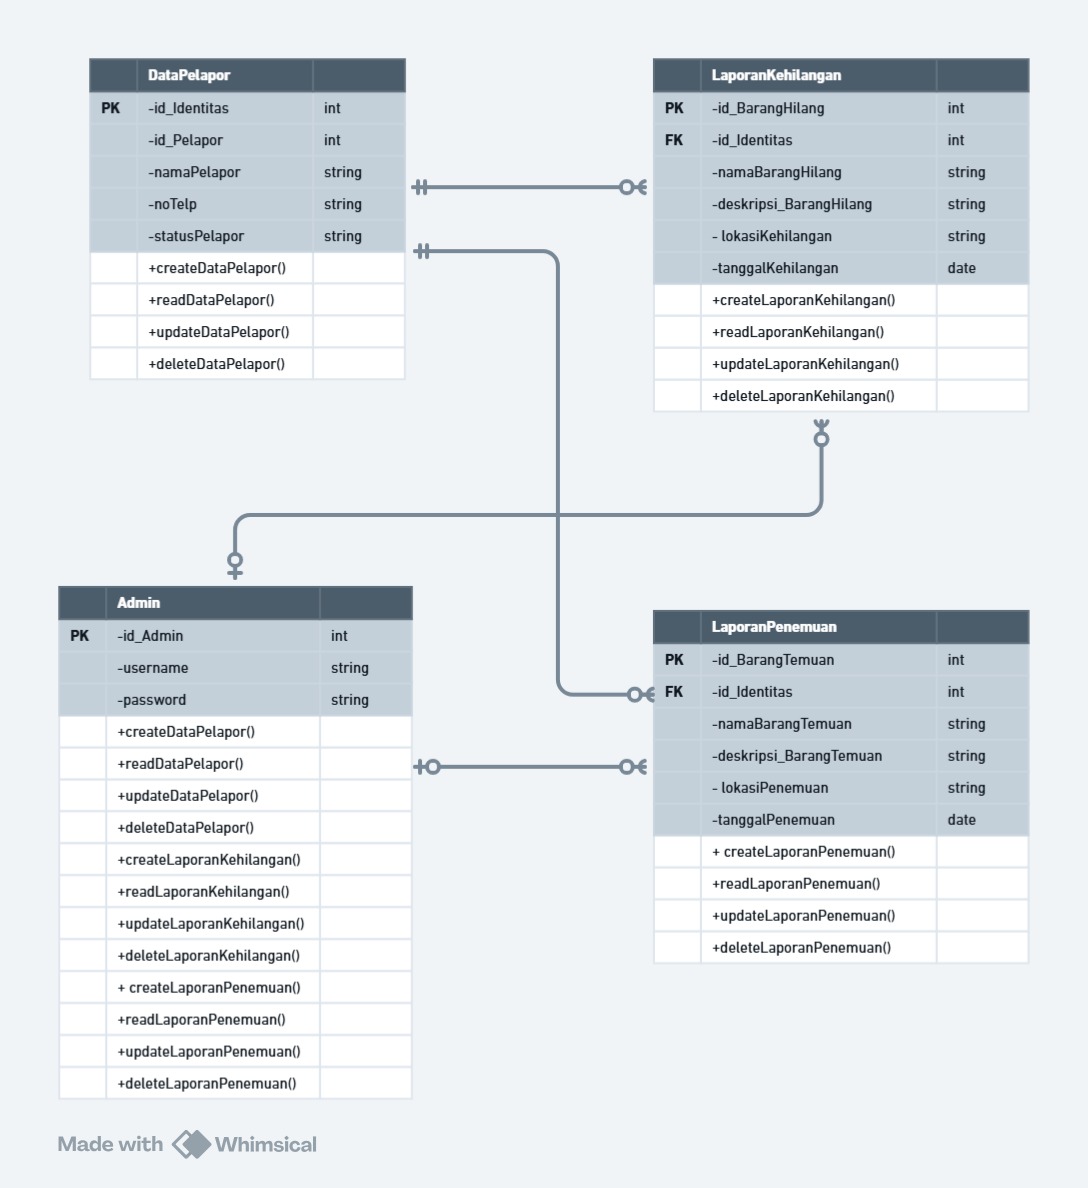 DataPelapor
PK -id_Identitas int
-id_Pelapor int
-namaPelapor string
-noTelp string
-statusPelapor string
+createDataPelapor()
+readDataPelapor()
+updateDataPelapor()
+deleteDataPelapor()
LaporanKehilangan
PK -id_BarangHilang int
FK -id_Identitas int
-namaBarangHilang string
-deskripsi_BarangHilang string
- lokasiKehilangan string
-tanggalKehilangan date
+createLaporanKehilangan()
+readLaporanKehilangan()
+updateLaporanKehilangan()
+deleteLaporanKehilangan()
Admin
PK -id_Admin int
-username string
-password string
+createDataPelapor()
+readDataPelapor()
+updateDataPelapor()
+deleteDataPelapor()
+createLaporanKehilangan()
+readLaporanKehilangan()
+updateLaporanKehilangan()
+deleteLaporanKehilangan()
+ createLaporanPenemuan()
+readLaporanPenemuan()
+updateLaporanPenemuan()
+deleteLaporanPenemuan()
LaporanPenemuan
PK -id_BarangTemuan int
FK -id_Identitas int
-namaBarangTemuan string
-deskripsi_BarangTemuan string
- lokasiPenemuan string
-tanggalPenemuan date
+ createLaporanPenemuan()
+readLaporanPenemuan()
+updateLaporanPenemuan()
+deleteLaporanPenemuan()
Made with Whimsical